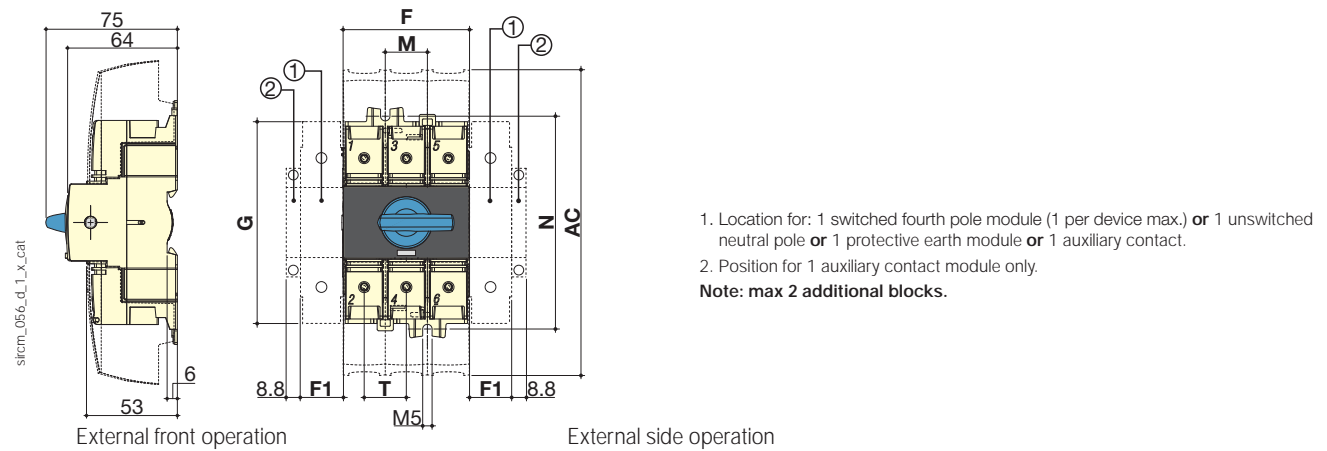 75
64
F
M
1
2
1
2
1
3
5
G
N
AC
2
4
6
6
53
8.8
F1
T
F1
8.8
M5
sircm_056_d_1_x_cat
External front operation
External side operation
1. Location for: 1 switched fourth pole module (1 per device max.) or 1 unswitched
neutral pole or 1 protective earth module or 1 auxiliary contact.
2. Position for 1 auxiliary contact module only.
Note: max 2 additional blocks.